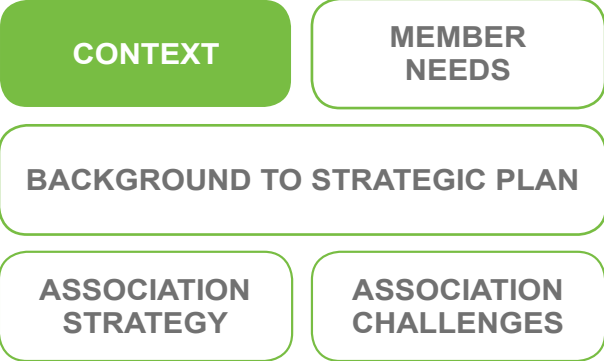 CONTEXT
MEMBER
NEEDS
BACKGROUND TO STRATEGIC PLAN
ASSOCIATION
STRATEGY
ASSOCIATION
CHALLENGES